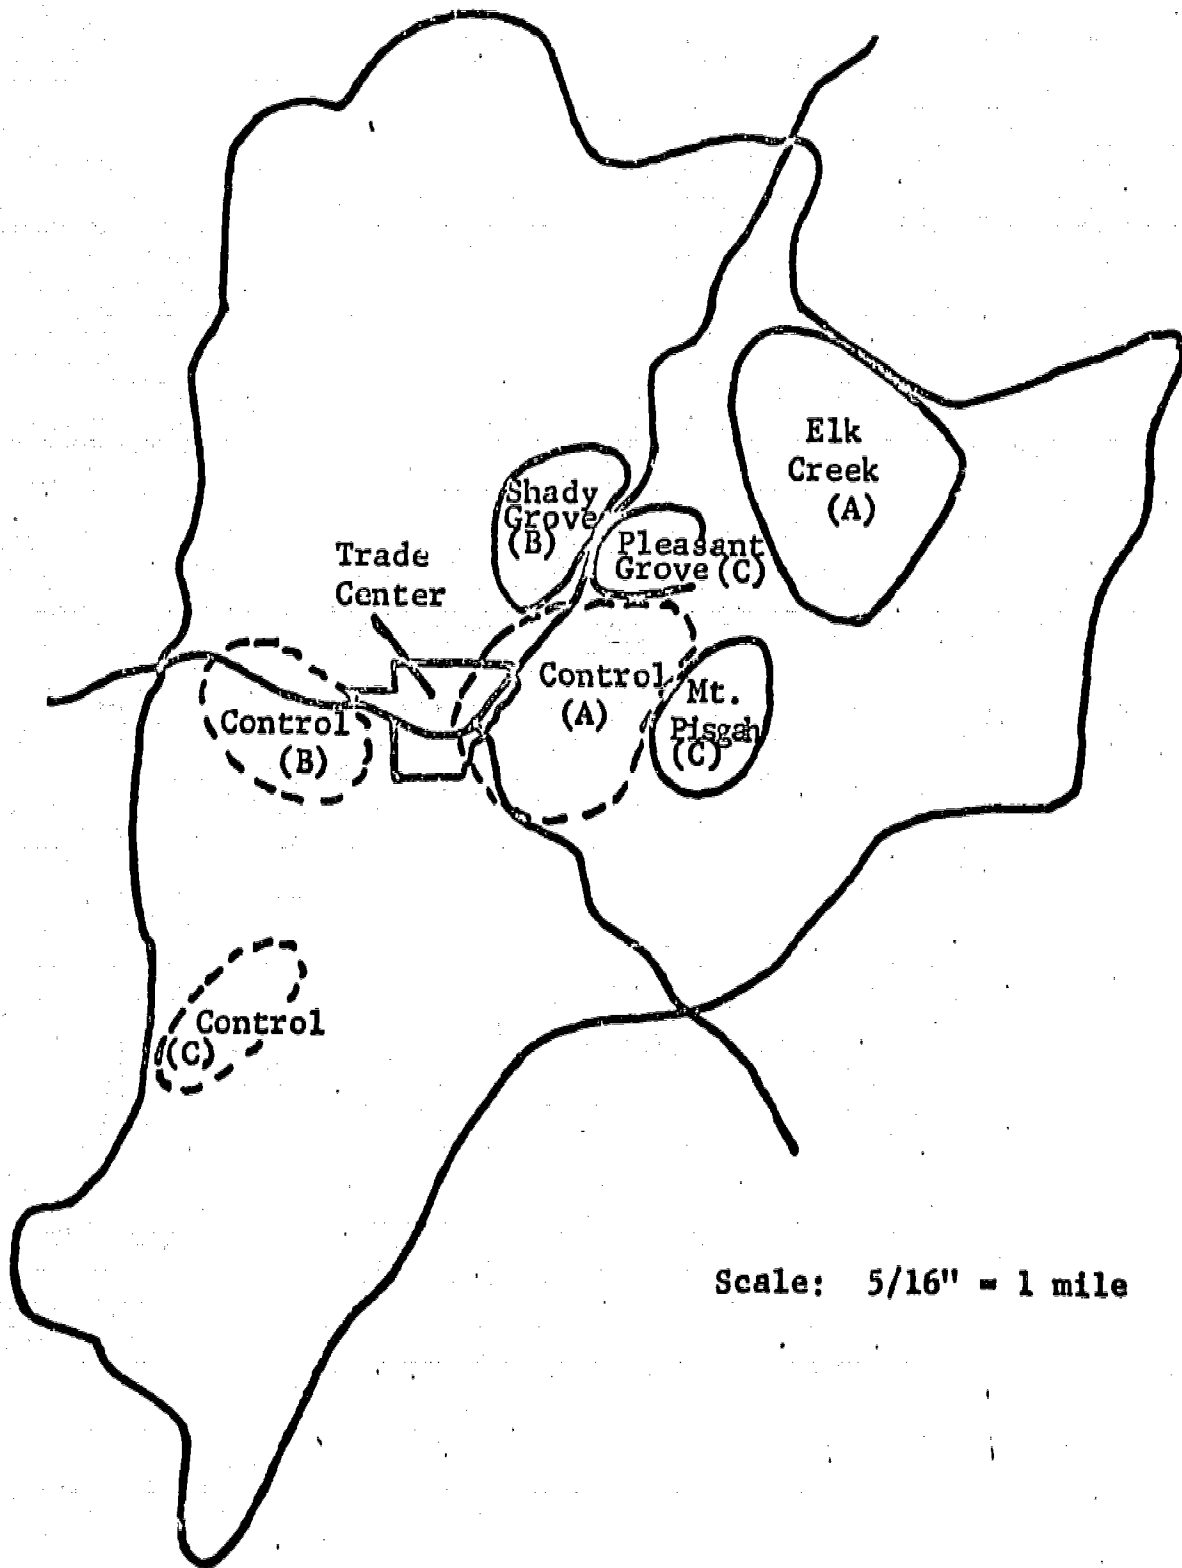 Elk
Creek
(A)
Shady
Grove
(B)
Pleasant
Grove (C)
Trade
Center
Control
(A)
Mt.
Pisgah
(C)
Control
(B)
Control
(C)
Scale: 5/16" = 1 mile